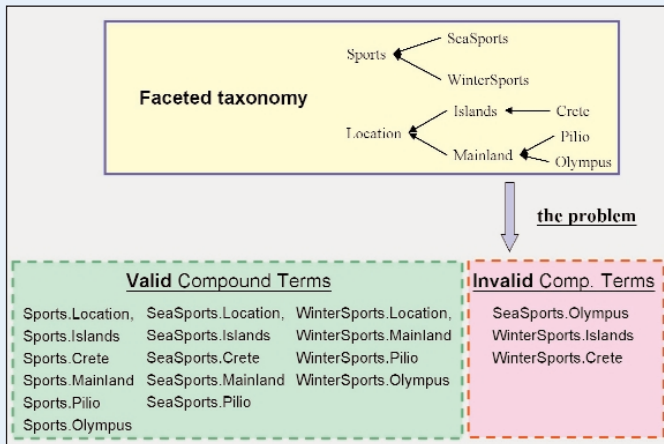 Faceted taxonomy
Sports
SeaSports
WinterSports
Location
Islands
Crete
Mainland
Pilio
Olympus
the problem
Valid Compound Terms
Sports.Location, SeaSports.Location, WinterSports.Location,
Sports.Islands SeaSports.Islands WinterSports.Mainland
Sports.Crete SeaSports.Crete WinterSports.Pilio
Sports.Mainland SeaSports.Mainland WinterSports.Olympus
Sports.Pilio SeaSports.Pilio
Sports.Olympus
Invalid Comp. Terms
SeaSports.Olympus
WinterSports.Islands
WinterSports.Crete